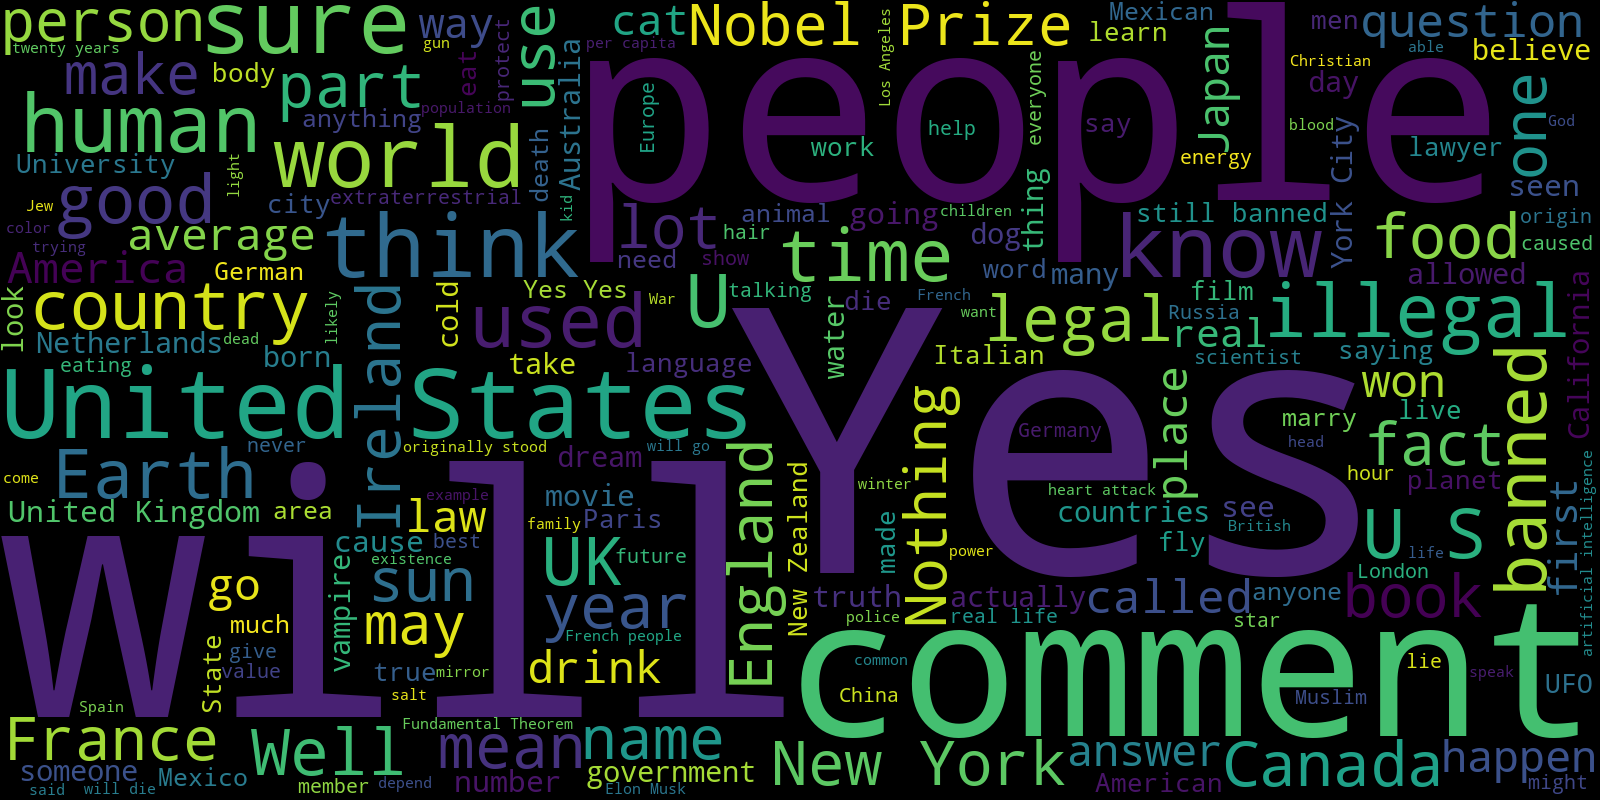 person sure way use cat Nobel Prize Mexican men question
twenty years gun per capita learn able believe
make body part eat protect Los Angeles Japan Christian day
human anything population Australia Europe people everyone say blood one God
University light world death work help energy York City lawyer
Jew good city extraterrestrial kid thing seen
color average think lot animal going children still banned origin
trying hair time dog know food caused
America German need show word many allowed
look country likely cold Yes Yes War U talking die French film illegal California
Netherlands dead used water want legal Russia real
eating born take language Italian scientist saying banned
United States Yes place won
Ireland Nothing Germany marry live
never originally stood will go England head fact
come Earth Will dream New Zealand winter heart attack hour planet
example movie see artificial intelligence
United Kingdom area law family Paris made countries British first
cause best UK future power fly U S life
existence London
go sun year truth actually called anyone book
much vampire may French people police real life star
give State value true mirror drink common comment lie speak
salt China Muslim UFO
Spain Fundamental Theorem
France Well mean name New York answer Canada happen
someone Mexico number government American might
said will die member depend Elon Musk